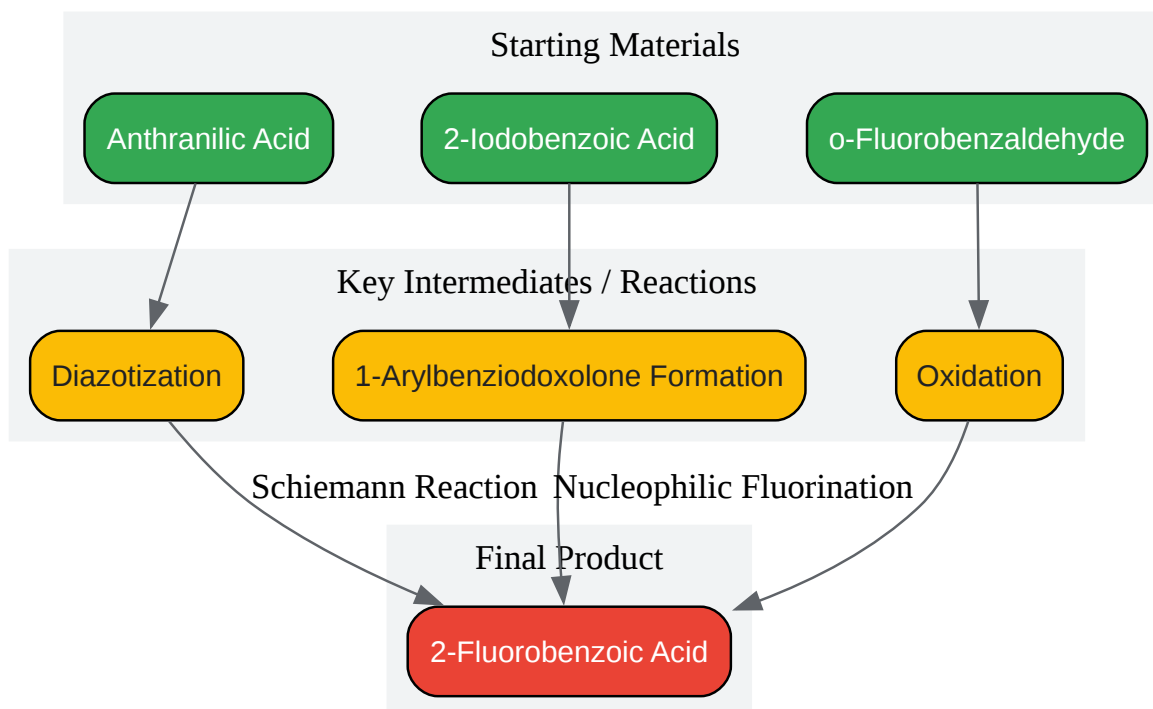 Starting Materials
Anthranilic Acid
2-Iodobenzoic Acid
o-Fluorobenzaldehyde
Key Intermediates / Reactions
Diazotization
1-Arylbenziodoxolone Formation
Oxidation
Schiemann Reaction
Nucleophilic Fluorination
Final Product
2-Fluorobenzoic Acid